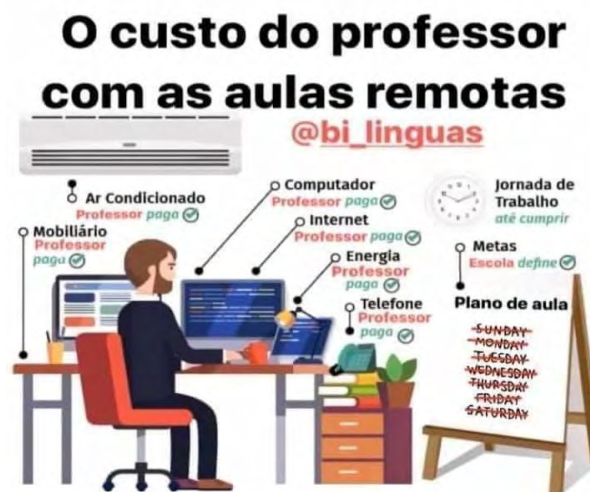 O custo do professor
com as aulas remotas
@bi_linguas
Ar Condicionado
Professor paga
Mobiliário
Professor
paga
Computador
Professor paga
Internet
Professor paga
Energia
Professor
paga
Telefone
Professor
paga
Jornada de
Trabalho
até cumprir
Metas
Escola define
Plano de aula
SUNDAY
MONDAY
TUESDAY
WEDNESDAY
THURSDAY
FRIDAY
SATURDAY